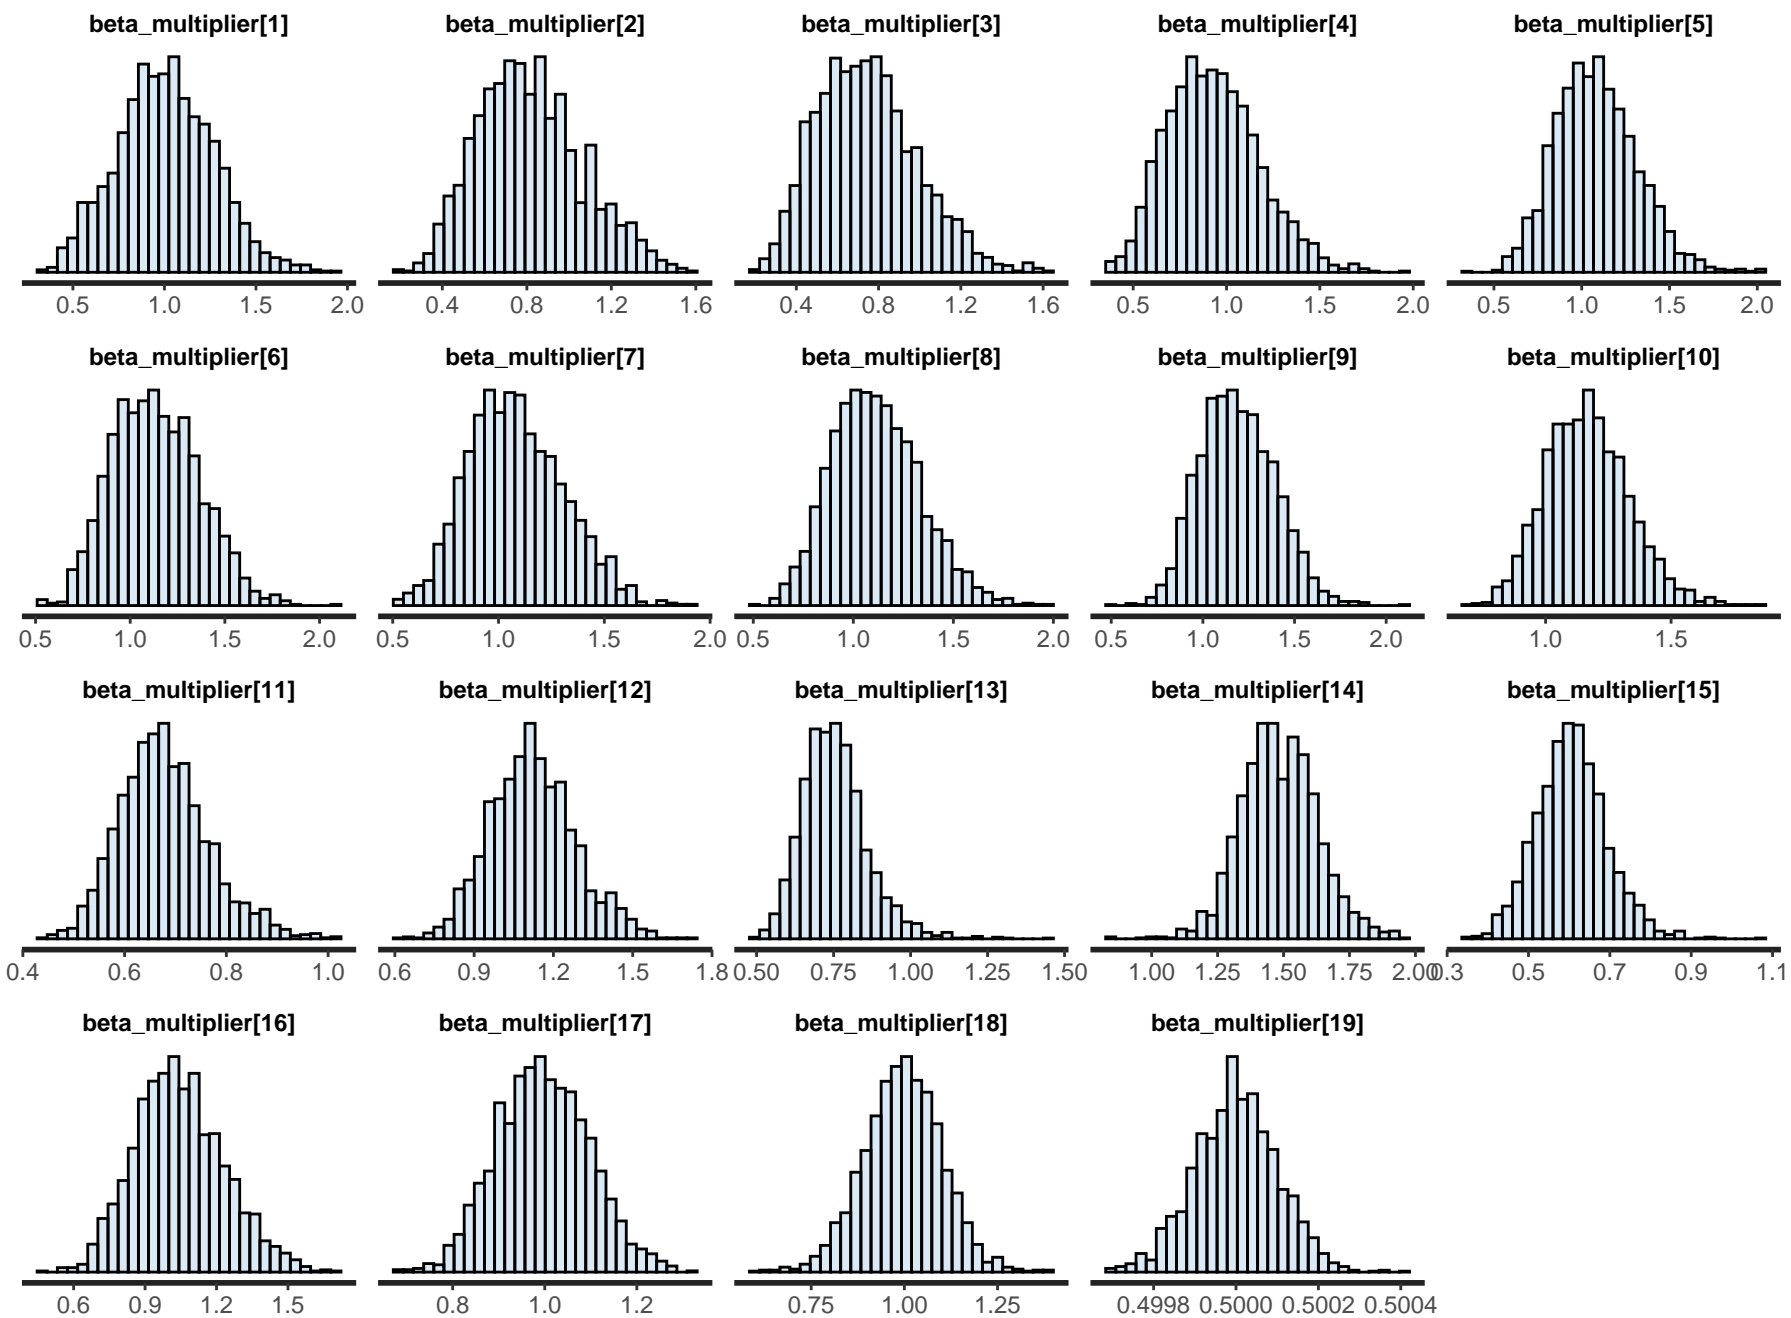 beta_multiplier[1] beta_multiplier[2] beta_multiplier[3] beta_multiplier[4] beta_multiplier[5]
0.5 1.0 1.5 2.0 0.4 0.8 1.2 1.6 0.4 0.8 1.2 1.6 0.5 1.0 1.5 2.0 0.5 1.0 1.5 2.0
beta_multiplier[6] beta_multiplier[7] beta_multiplier[8] beta_multiplier[9] beta_multiplier[10]
0.5 1.0 1.5 2.0 0.5 1.0 1.5 2.0 0.5 1.0 1.5 2.0 0.5 1.0 1.5 2.0 1.0 1.5
beta_multiplier[11] beta_multiplier[12] beta_multiplier[13] beta_multiplier[14] beta_multiplier[15]
0.4 0.6 0.8 1.0 0.6 0.9 1.2 1.5 1.8 0.50 0.75 1.00 1.25 1.50 1.00 1.25 1.50 1.75 2.00 0.3 0.5 0.7 0.9 1.1
beta_multiplier[16] beta_multiplier[17] beta_multiplier[18] beta_multiplier[19]
0.6 0.9 1.2 1.5 0.8 1.0 1.2 0.75 1.00 1.25 0.4998 0.5000 0.5002 0.5004